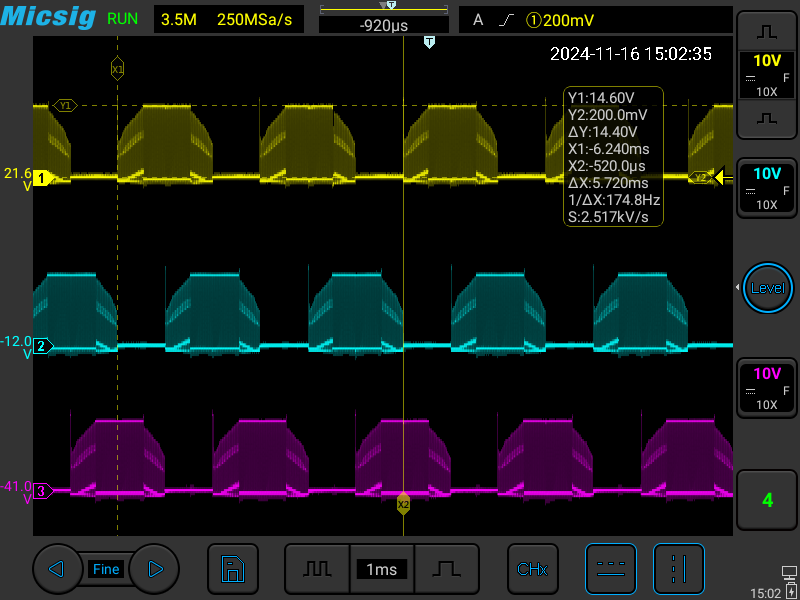 Micsig RUN 3.5M 250MSa/s -920µs A ①200mV
T
T
2024-11-16 15:02:35
X1
Y1
Y1:14.60V
Y2:200.0mV
ΔY:14.40V
X1:-6.240ms
X2:-520.0µs
ΔX:5.720ms
1/ΔX:174.8Hz
S:2.517kV/s
21.6
V
1
Y2
10V
F
10X
10V
F
10X
Level
-12.0
V
2
10V
F
10X
-41.0
V
3
X2
4
Fine
1ms
CHx
15:02